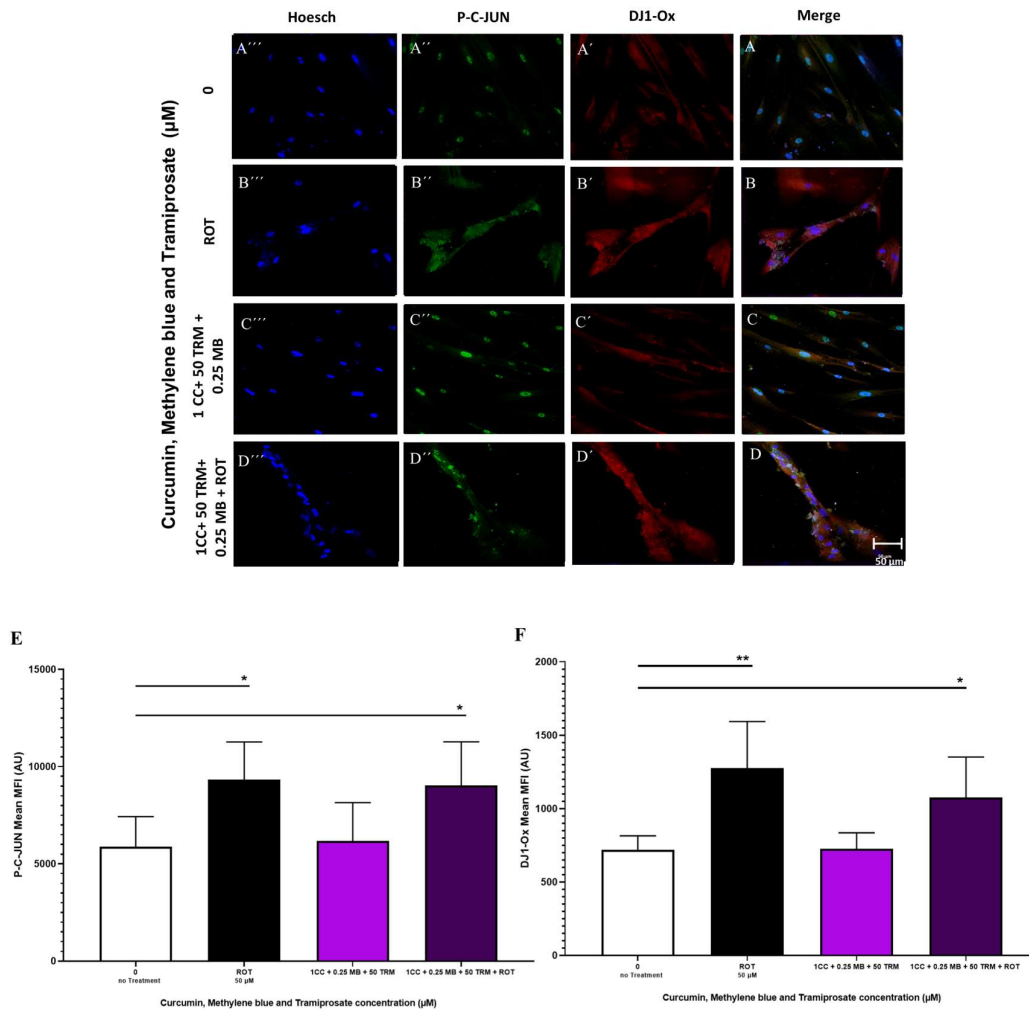 Hoesch P-C-JUN DJ1-Ox Merge
Curcumin, Methylene blue and Tramiprosate (µM)
0
A´´´ A´´ A´ A
ROT
B´´´ B´´ B´ B
1 CC+ 50 TRM +
0.25 MB
C´´´ C´´ C´ C
1CC+ 50 TRM+
0.25 MB + ROT
D´´´ D´´ D´ D
50 µm
E
P-C-JUN Mean MFI (AU)
15000
10000
5000
0
*
*
0
no Treatment
ROT
50 µM
1CC + 0.25 MB + 50 TRM
1CC + 0.25 MB + 50 TRM + ROT
Curcumin, Methylene blue and Tramiprosate concentration (µM)
F
DJ1-Ox Mean MFI (AU)
2000
1500
1000
500
0
**
*
0
no Treatment
ROT
50 µM
1CC + 0.25 MB + 50 TRM
1CC + 0.25 MB + 50 TRM + ROT
Curcumin, Methylene blue and Tramiprosate concentration (µM)